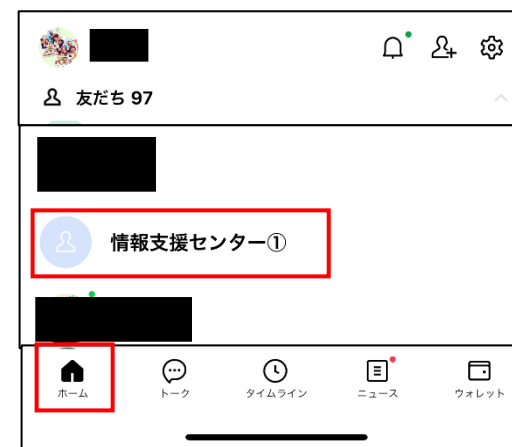 友だち 97
情報支援センター①
ホーム
トーク
タイムライン
ニュース
ウォレット